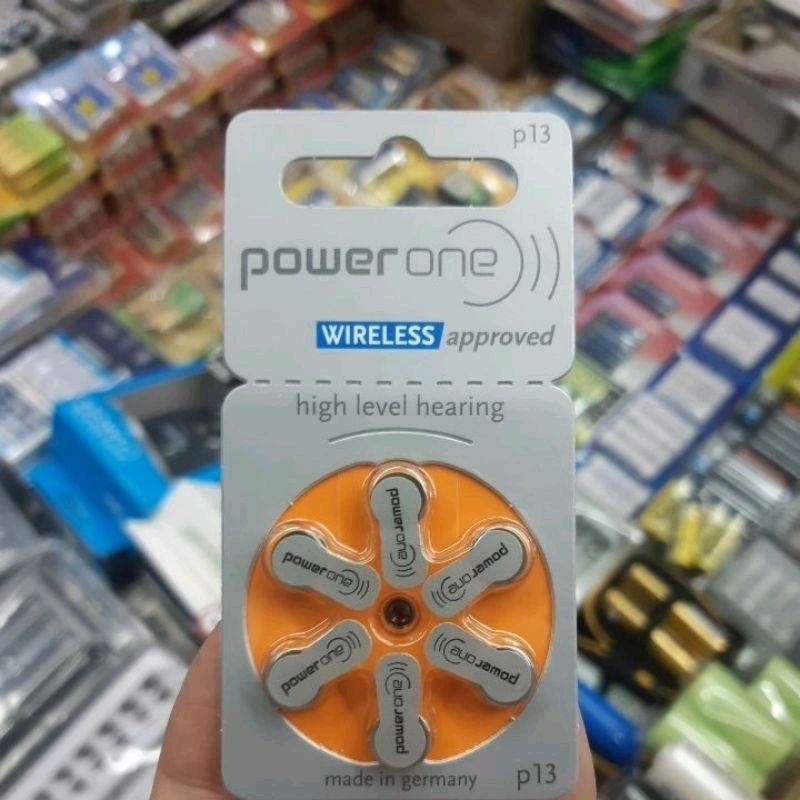 p13
power one
WIRELESS approved
high level hearing
power one
power one
power one
power one
power one
power one
made in germany
p13